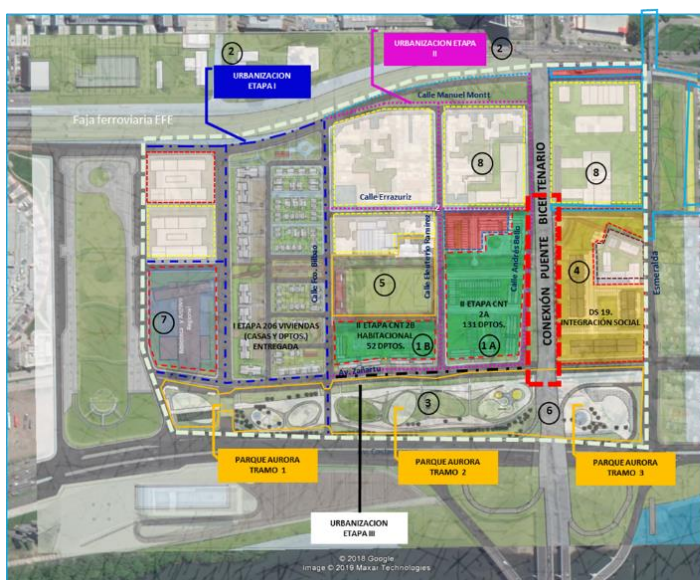 2
URBANIZACION ETAPA
II
2
URBANIZACION
ETAPA I
Calle Manuel Montt
Faja ferroviaria EFE
8
8
CONEXIÓN PUENTE BICENTENARIO
Calle Errazuriz
2
Calle Fco. Bilbao
Calle Eleuterio Ramirez
Calle Andrés Bello
Esmeralda
4
5
7
DS 19.
INTEGRACIÓN SOCIAL
I ETAPA 206 VIVIENDAS
(CASAS Y DPTOS.)
ENTREGADA
II ETAPA CNT 2B
HABITACIONAL
52 DPTOS.
1 B
II ETAPA CNT
2A
131 DPTOS.
1 A
Av. Zañartu
3
6
PARQUE AURORA
TRAMO 1
PARQUE AURORA
TRAMO 2
PARQUE AURORA
TRAMO 3
URBANIZACION
ETAPA III
© 2018 Google
Image © 2019 Maxar Technologies